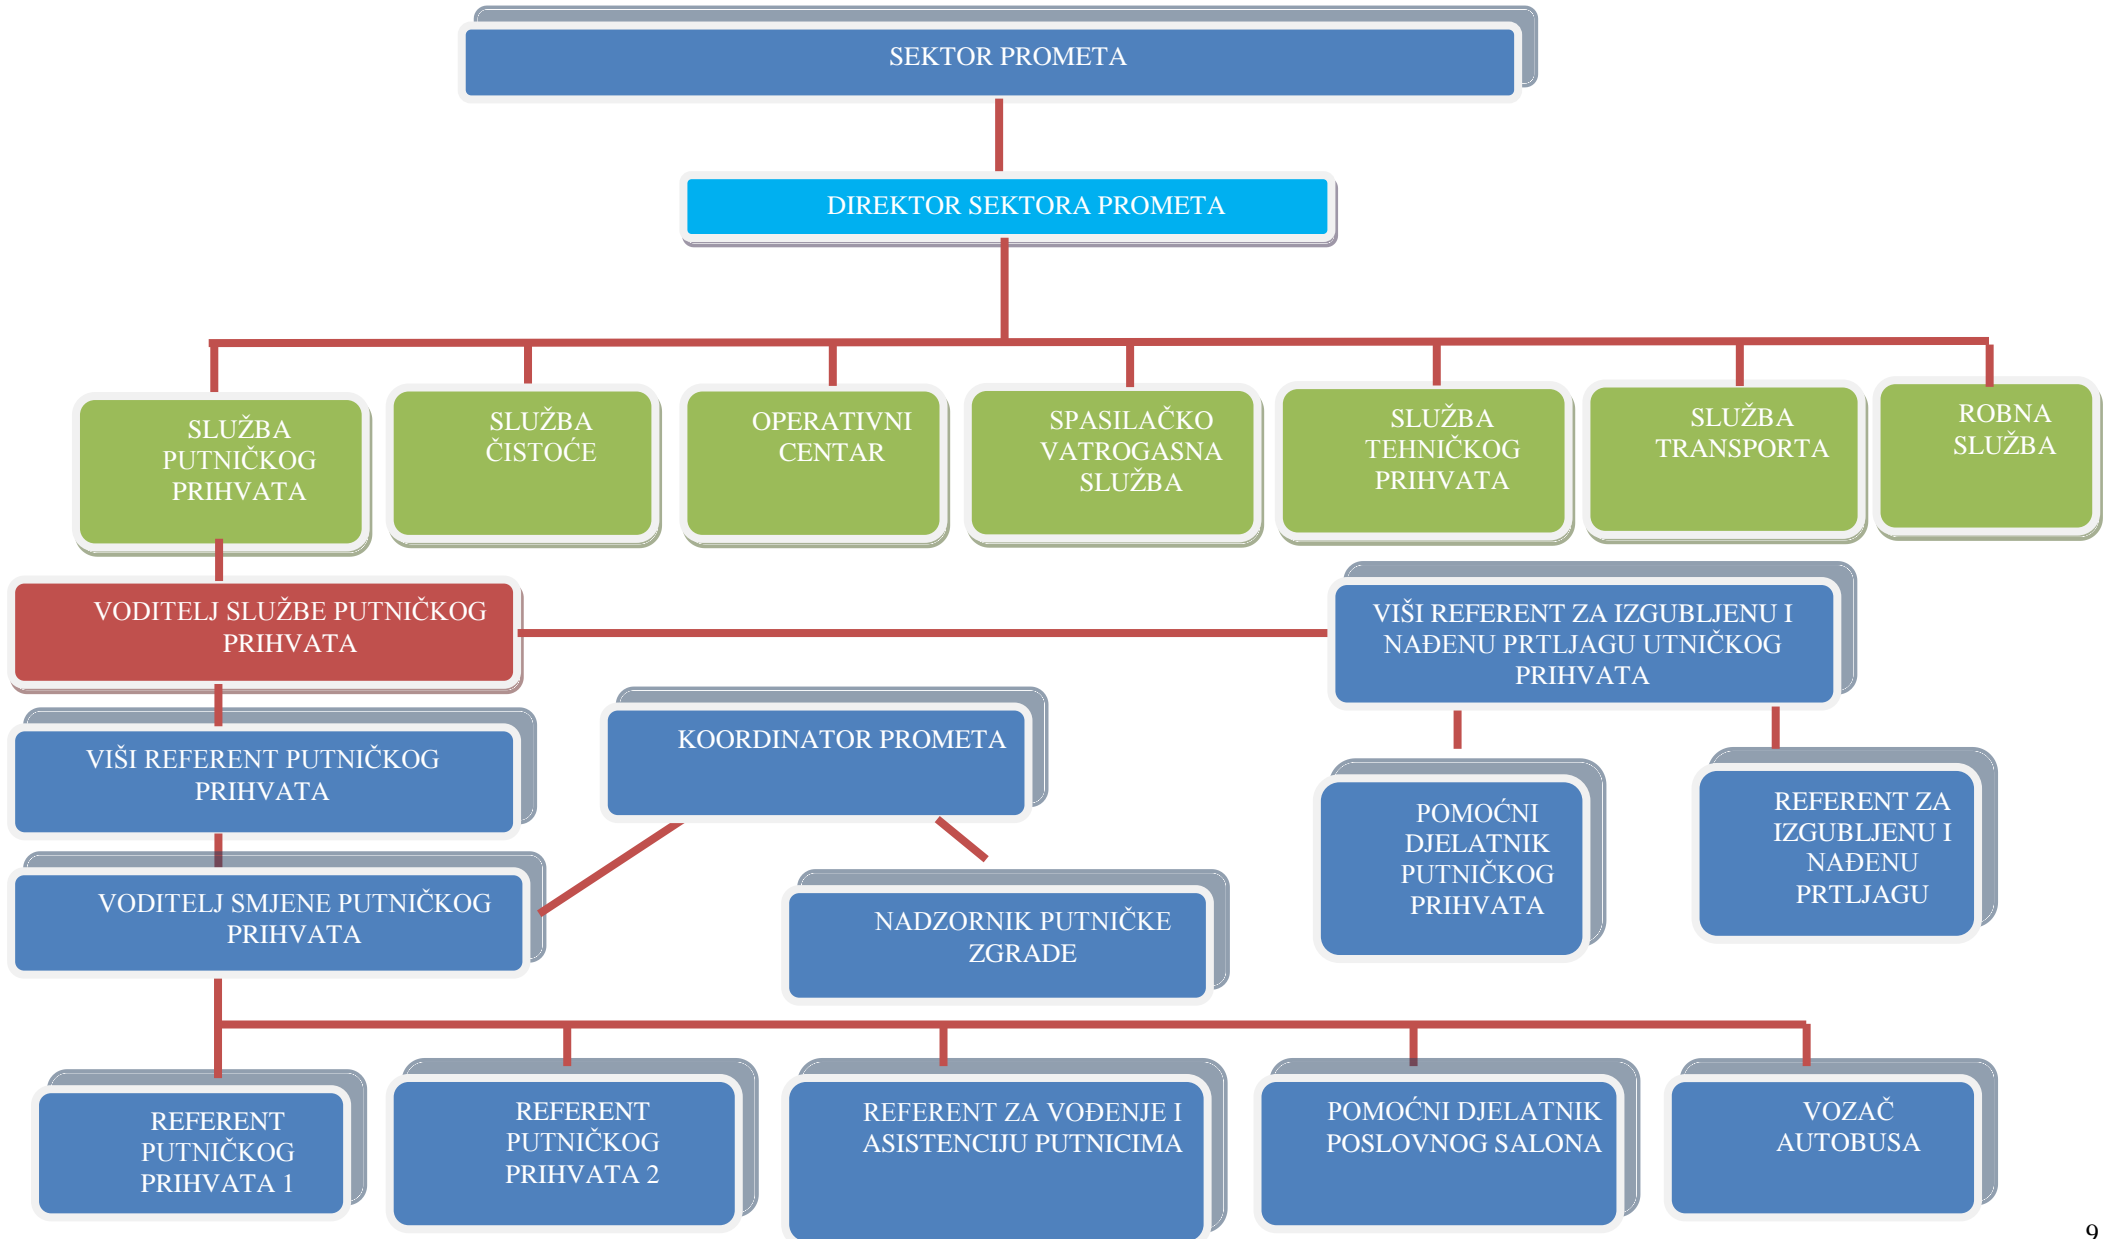 SEKTOR PROMETA
DIREKTOR SEKTORA PROMETA
SLUŽBA
PUTNIČKOG
PRIHVATA
SLUŽBA
ČISTOĆE
OPERATIVNI
CENTAR
SPASILAČKO
VATROGASNA
SLUŽBA
SLUŽBA
TEHNIČKOG
PRIHVATA
SLUŽBA
TRANSPORTA
ROBNA
SLUŽBA
VODITELJ SLUŽBE PUTNIČKOG
PRIHVATA
VIŠI REFERENT ZA IZGUBLJENU I
NAĐENU PRTLJAGU UTNIČKOG
PRIHVATA
VIŠI REFERENT PUTNIČKOG
PRIHVATA
KOORDINATOR PROMETA
POMOĆNI
DJELATNIK
PUTNIČKOG
PRIHVATA
REFERENT ZA
IZGUBLJENU I
NAĐENU
PRTLJAGU
VODITELJ SMJENE PUTNIČKOG
PRIHVATA
NADZORNIK PUTNIČKE
ZGRADE
REFERENT
PUTNIČKOG
PRIHVATA 1
REFERENT
PUTNIČKOG
PRIHVATA 2
REFERENT ZA VOĐENJE I
ASISTENCIJU PUTNICIMA
POMOĆNI DJELATNIK
POSLOVNOG SALONA
VOZAČ
AUTOBUSA
9